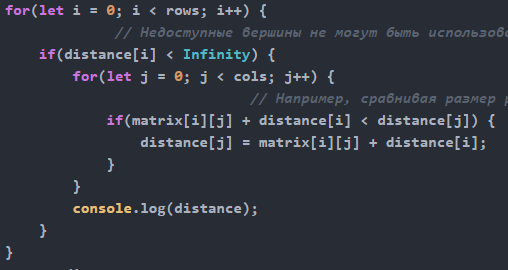 for(let i = 0; i < rows; i++) {
// Недоступные вершины не могут быть
if(distance[i] < Infinity) {
for(let j = 0; j < cols; j++) {
// Например, сравнивая размер
if(matrix[i][j] + distance[i] < distance[j]) {
distance[j] = matrix[i][j] + distance[i];
}
}
console.log(distance);
}
}